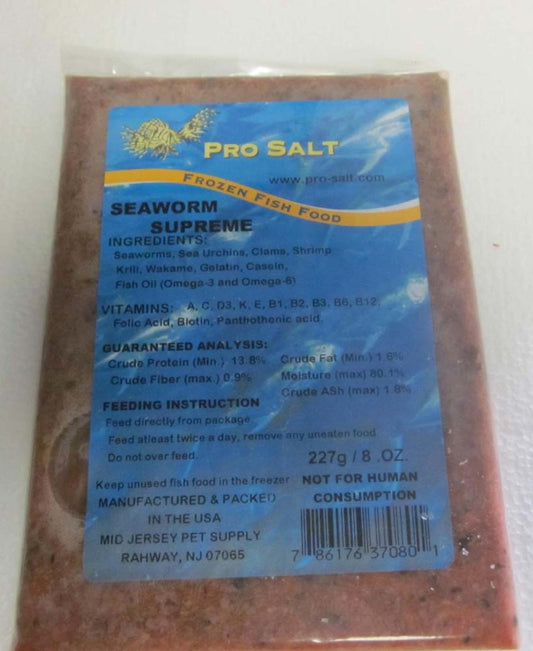 PRO SALT
www.pro-salt.com
FROZEN FISH FOOD
SEAWORM
SUPREME
INGREDIENTS:
Seaworms, Sea Urchins, Clams, Shrimp
Krill, Wakame, Gelatin, Casein,
Fish Oil (Omega-3 and Omega-6)
VITAMINS: A, C, D3, K, E, B1, B2, B3, B6, B12,
Folic Acid, Biotin, Panthothenic acid,
GUARANTEED ANALYSIS:
Crude Protein (Min.) 13.8% Crude Fat (Min.) 1.6%
Crude Fiber (max.) 0.9% Moisture (max) 80.1%
Crude ASh (max) 1.8%
FEEDING INSTRUCTION
Feed directly from package.
Feed atleast twice a day, remove any uneaten food
Do not over feed.
227g / 8 .OZ.
Keep unused fish food in the freezer
NOT FOR HUMAN
CONSUMPTION
MANUFACTURED & PACKED
IN THE USA
MID JERSEY PET SUPPLY
RAHWAY, NJ 07065
7 86176 37080 1